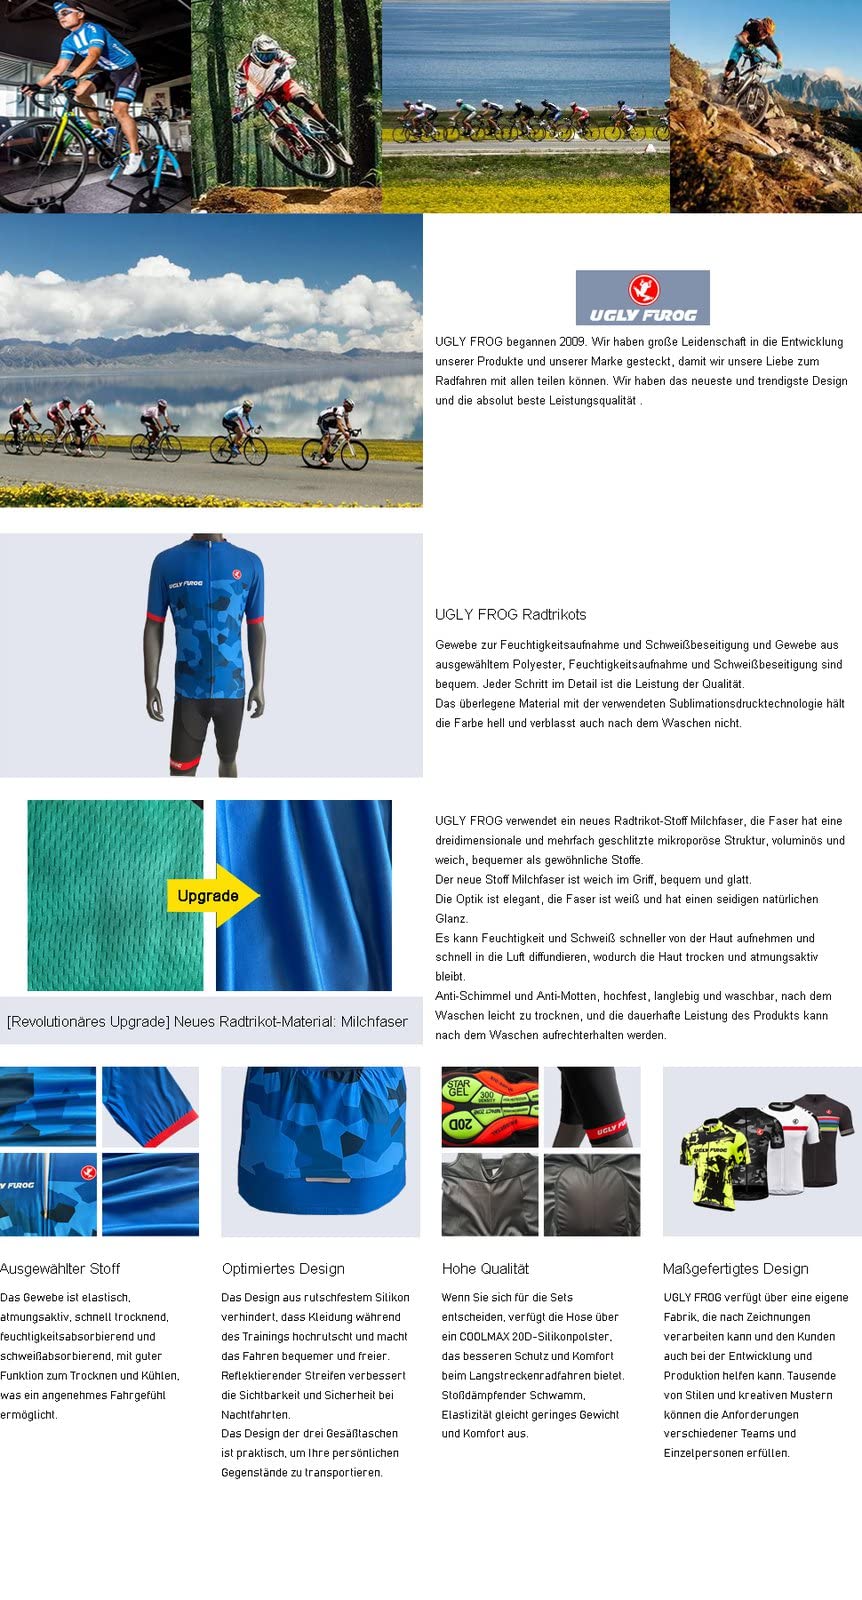 UGLY FUROG
UGLY FROG begannen 2009. Wir haben große Leidenschaft in die Entwicklung
unserer Produkte und unserer Marke gesteckt, damit wir unsere Liebe zum
Radfahren mit allen teilen können. Wir haben das neueste und trendigste Design
und die absolut beste Leistungsqualität .
UGLY FUROG
UGLY FROG Radtrikots
Gewebe zur Feuchtigkeitsaufnahme und Schweißbeseitigung und Gewebe aus
ausgewähltem Polyester, Feuchtigkeitsaufnahme und Schweißbeseitigung sind
bequem. Jeder Schritt im Detail ist die Leistung der Qualität.
Das überlegene Material mit der verwendeten Sublimationsdrucktechnologie hält
die Farbe hell und verblasst auch nach dem Waschen nicht.
Upgrade
[Revolutionäres Upgrade] Neues Radtrikot-Material: Milchfaser
UGLY FROG verwendet ein neues Radtrikot-Stoff Milchfaser, die Faser hat eine
dreidimensionale und mehrfach geschlitzte mikroporöse Struktur, voluminös und
weich, bequemer als gewöhnliche Stoffe.
Der neue Stoff Milchfaser ist weich im Griff, bequem und glatt.
Die Optik ist elegant, die Faser ist weiß und hat einen seidigen natürlichen
Glanz.
Es kann Feuchtigkeit und Schweiß schneller von der Haut aufnehmen und
schnell in die Luft diffundieren, wodurch die Haut trocken und atmungsaktiv
bleibt.
Anti-Schimmel und Anti-Motten, hochfest, langlebig und waschbar, nach dem
Waschen leicht zu trocknen, und die dauerhafte Leistung des Produkts kann
nach dem Waschen aufrechterhalten werden.
Y FUROG
STAR
GEL
300
DENSITY
20D
UGLY FUROG
UGLY FUROG
Ausgewählter Stoff
Das Gewebe ist elastisch,
atmungsaktiv, schnell trocknend,
feuchtigkeitsabsorbierend und
schweißabsorbierend, mit guter
Funktion zum Trocknen und Kühlen,
was ein angenehmes Fahrgefühl
ermöglicht.
Optimiertes Design
Das Design aus rutschfestem Silikon
verhindert, dass Kleidung während
des Trainings hochrutscht und macht
das Fahren bequemer und freier.
Reflektierender Streifen verbessert
die Sichtbarkeit und Sicherheit bei
Nachtfahrten.
Das Design der drei Gesäßtaschen
ist praktisch, um Ihre persönlichen
Gegenstände zu transportieren.
Hohe Qualität
Wenn Sie sich für die Sets
entscheiden, verfügt die Hose über
ein COOLMAX 20D-Silikonpolster,
das besseren Schutz und Komfort
beim Langstreckenradfahren bietet.
Stoßdämpfender Schwamm,
Elastizität gleicht geringes Gewicht
und Komfort aus.
Maßgefertigtes Design
UGLY FROG verfügt über eine eigene
Fabrik, die nach Zeichnungen
verarbeiten kann und den Kunden
auch bei der Entwicklung und
Produktion helfen kann. Tausende
von Stilen und kreativen Mustern
können die Anforderungen
verschiedener Teams und
Einzelpersonen erfüllen.